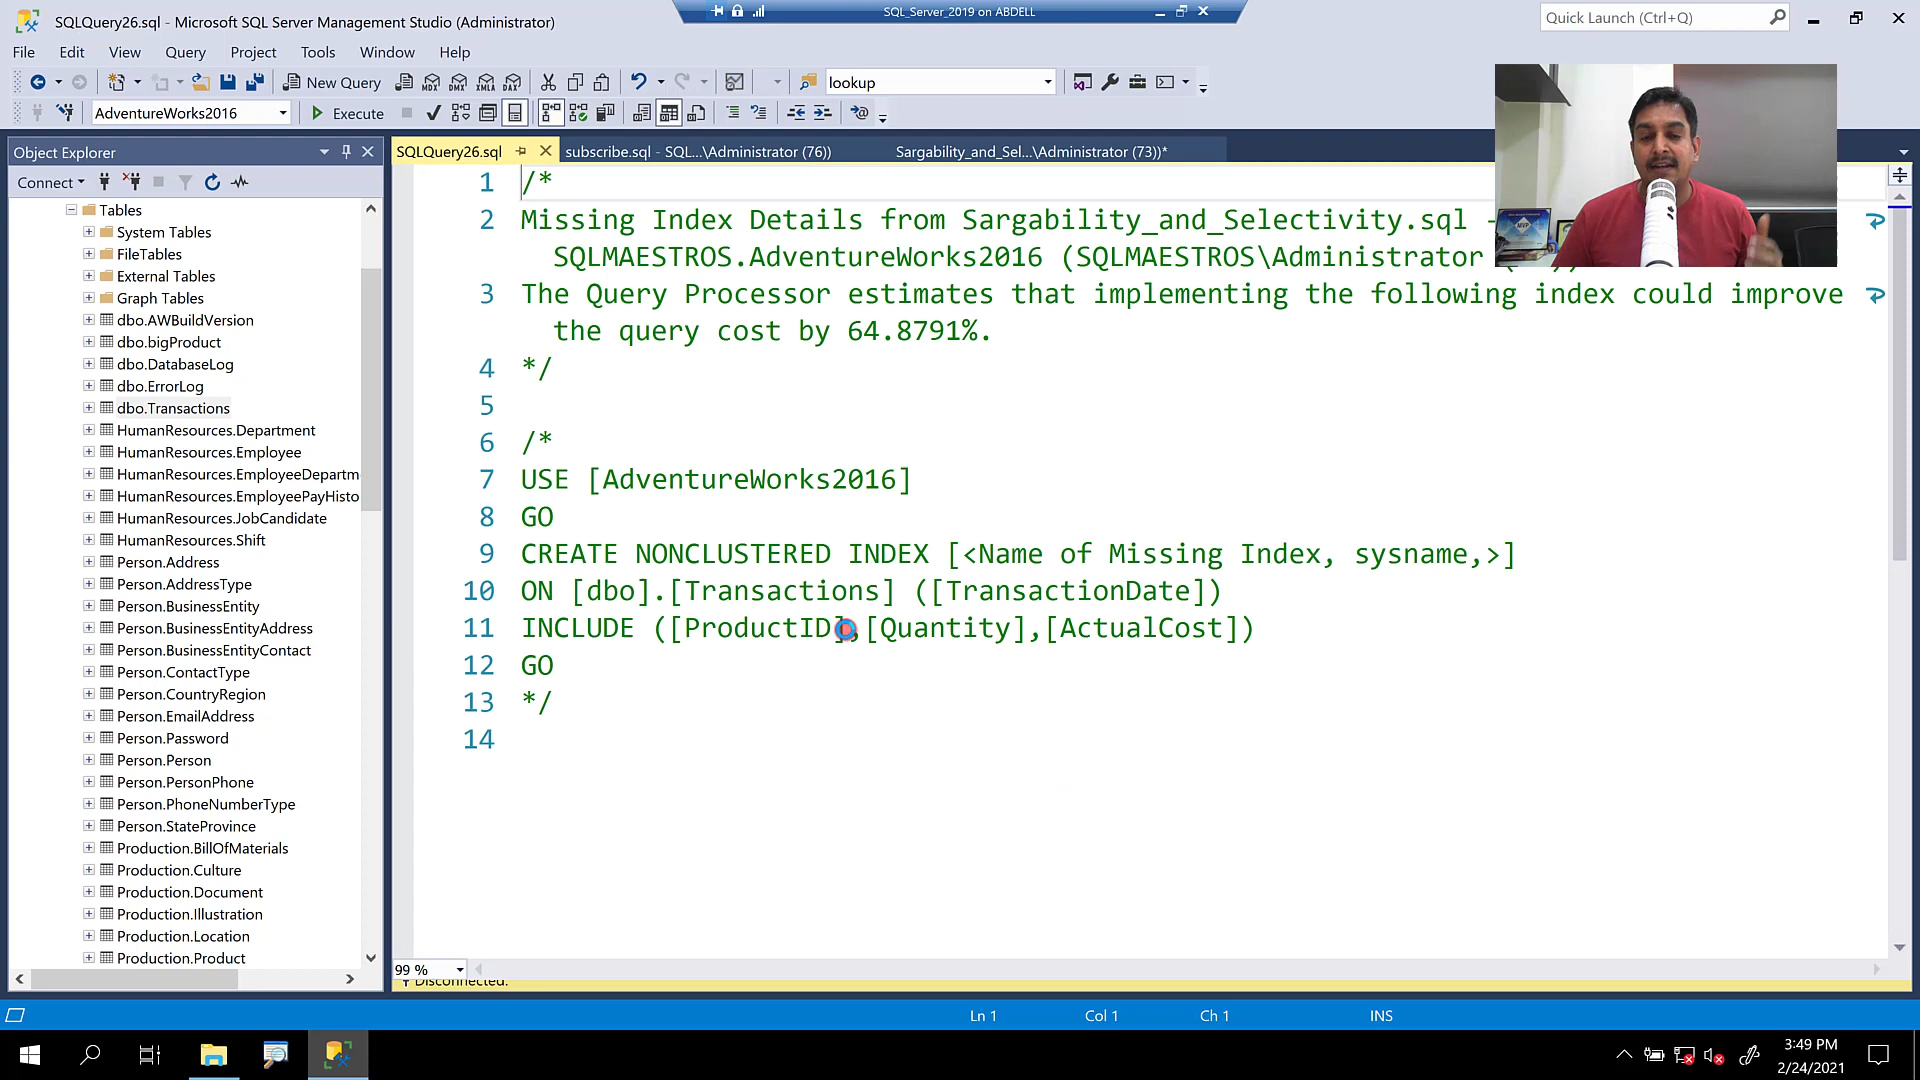 SQLQuery26.sql - Microsoft SQL Server Management Studio (Administrator)
SQL_Server_2019 on ABDELL
Quick Launch (Ctrl+Q)
File Edit View Query Project Tools Window Help
New Query
MDX DMX XMLA DAX
lookup
AdventureWorks2016
Execute
Object Explorer
SQLQuery26.sql
subscribe.sql - SQL...\Administrator (76))
Sargability_and_Sel...\Administrator (73))*
Connect
Tables
System Tables
FileTables
External Tables
Graph Tables
dbo.AWBuildVersion
dbo.bigProduct
dbo.DatabaseLog
dbo.ErrorLog
dbo.Transactions
HumanResources.Department
HumanResources.Employee
HumanResources.EmployeeDepartm
HumanResources.EmployeePayHisto
HumanResources.JobCandidate
HumanResources.Shift
Person.Address
Person.AddressType
Person.BusinessEntity
Person.BusinessEntityAddress
Person.BusinessEntityContact
Person.ContactType
Person.CountryRegion
Person.EmailAddress
Person.Password
Person.Person
Person.PersonPhone
Person.PhoneNumberType
Person.StateProvince
Production.BillOfMaterials
Production.Culture
Production.Document
Production.Illustration
Production.Location
Production.Product
1 /*
2 Missing Index Details from Sargability_and_Selectivity.sql -
SQLMAESTROS.AdventureWorks2016 (SQLMAESTROS\Administrator
3 The Query Processor estimates that implementing the following index could improve
the query cost by 64.8791%.
4 */
5
6 /*
7 USE [AdventureWorks2016]
8 GO
9 CREATE NONCLUSTERED INDEX [<Name of Missing Index, sysname,>]
10 ON [dbo].[Transactions] ([TransactionDate])
11 INCLUDE ([ProductID],[Quantity],[ActualCost])
12 GO
13 */
14
99 %
Disconnected.
Ln 1 Col 1 Ch 1 INS
3:49 PM
2/24/2021